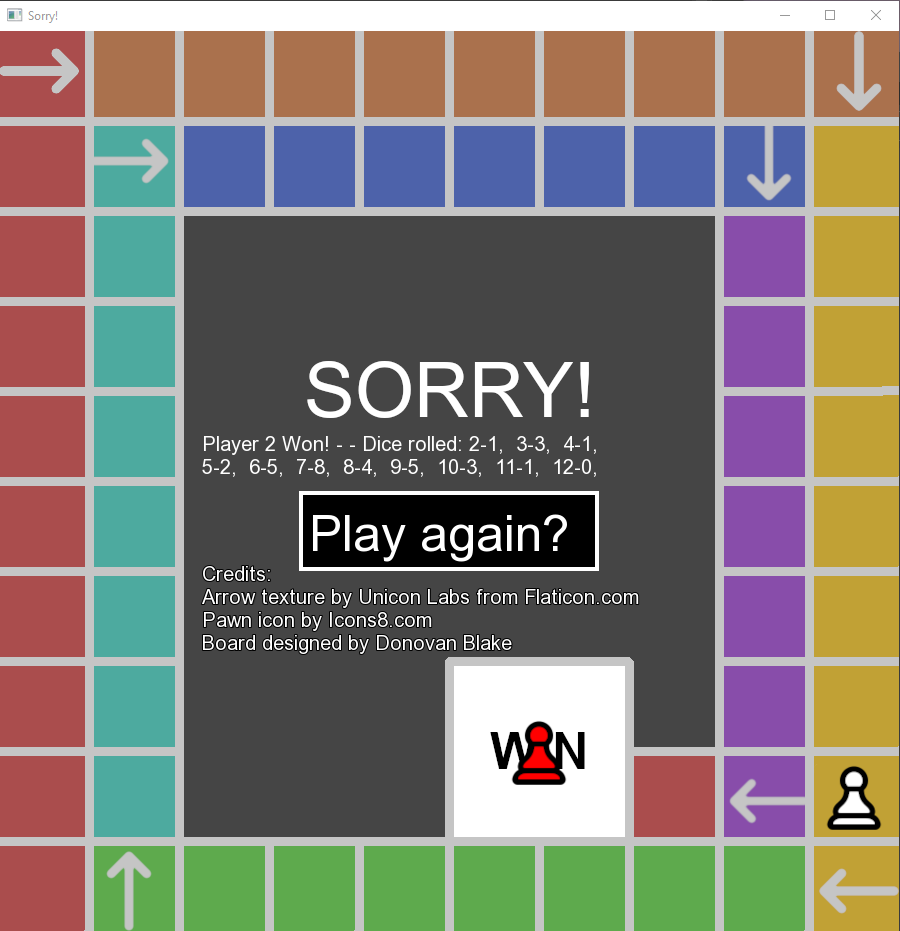 Sorry!
SORRY!
Player 2 Won! - - Dice rolled: 2-1,  3-3,  4-1,
5-2,  6-5,  7-8,  8-4,  9-5,  10-3,  11-1,  12-0,
Play again?
Credits:
Arrow texture by Unicon Labs from Flaticon.com
Pawn icon by Icons8.com
Board designed by Donovan Blake
W N